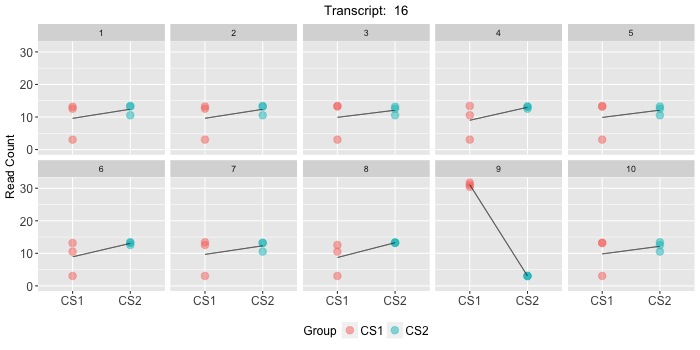 Transcript: 16
1 2 3 4 5
30
20
10
0
Read Count
6 7 8 9 10
30
20
10
0
CS1 CS2 CS1 CS2 CS1 CS2 CS1 CS2 CS1 CS2
Group CS1 CS2